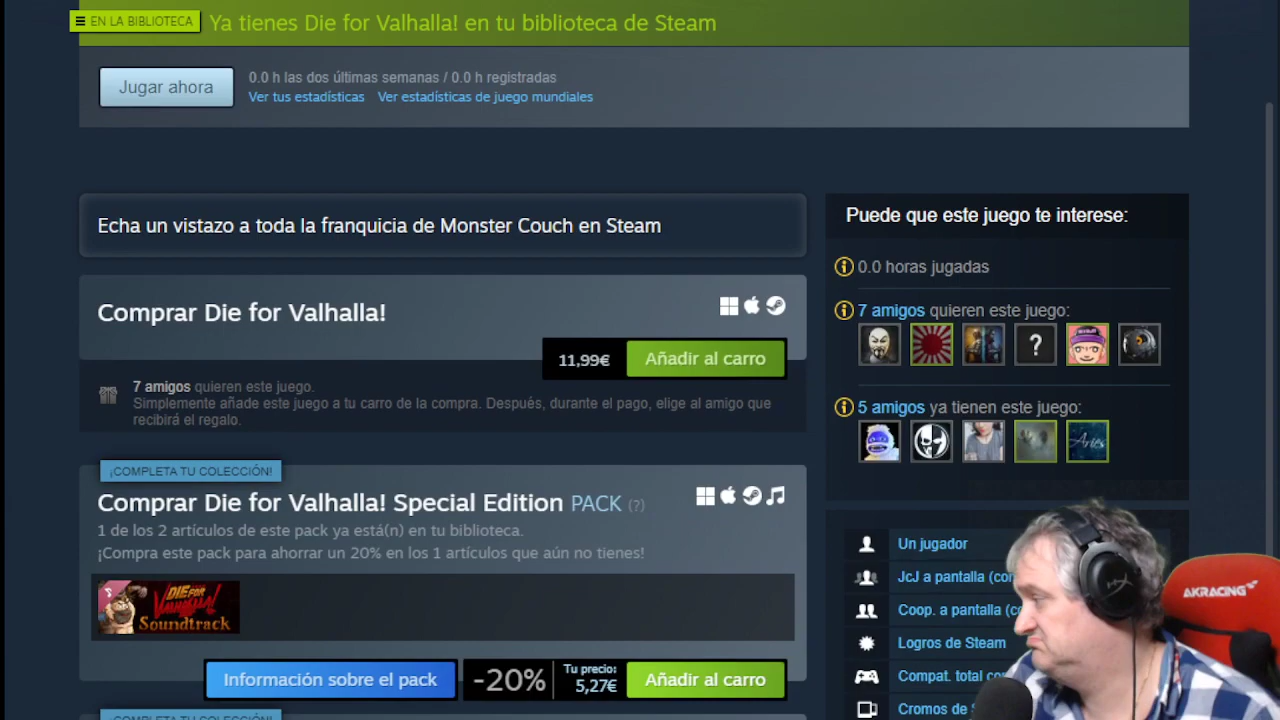 EN LA BIBLIOTECA
Ya tienes Die for Valhalla! en tu biblioteca de Steam
Jugar ahora
0.0 h las dos últimas semanas / 0.0 h registradas
Ver tus estadísticas Ver estadísticas de juego mundiales
Echa un vistazo a toda la franquicia de Monster Couch en Steam
Comprar Die for Valhalla!
11,99€
Añadir al carro
7 amigos quieren este juego.
Simplemente añade este juego a tu carro de la compra. Después, durante el pago, elige al amigo que
recibirá el regalo.
¡COMPLETA TU COLECCIÓN!
Comprar Die for Valhalla! Special Edition PACK (?)
1 de los 2 artículos de este pack ya está(n) en tu biblioteca.
¡Compra este pack para ahorrar un 20% en los 1 artículos que aún no tienes!
DIE FOR
VALHALLA!
Soundtrack
Información sobre el pack
-20%
Tu precio:
5,27€
Añadir al carro
¡COMPLETA TU COLECCIÓN!
Puede que este juego te interese:
0.0 horas jugadas
7 amigos quieren este juego:
?
5 amigos ya tienen este juego:
Aries
Un jugador
JcJ a pantalla
Coop. a pantalla
Logros de Steam
Compat. total
Cromos de
AKRACING